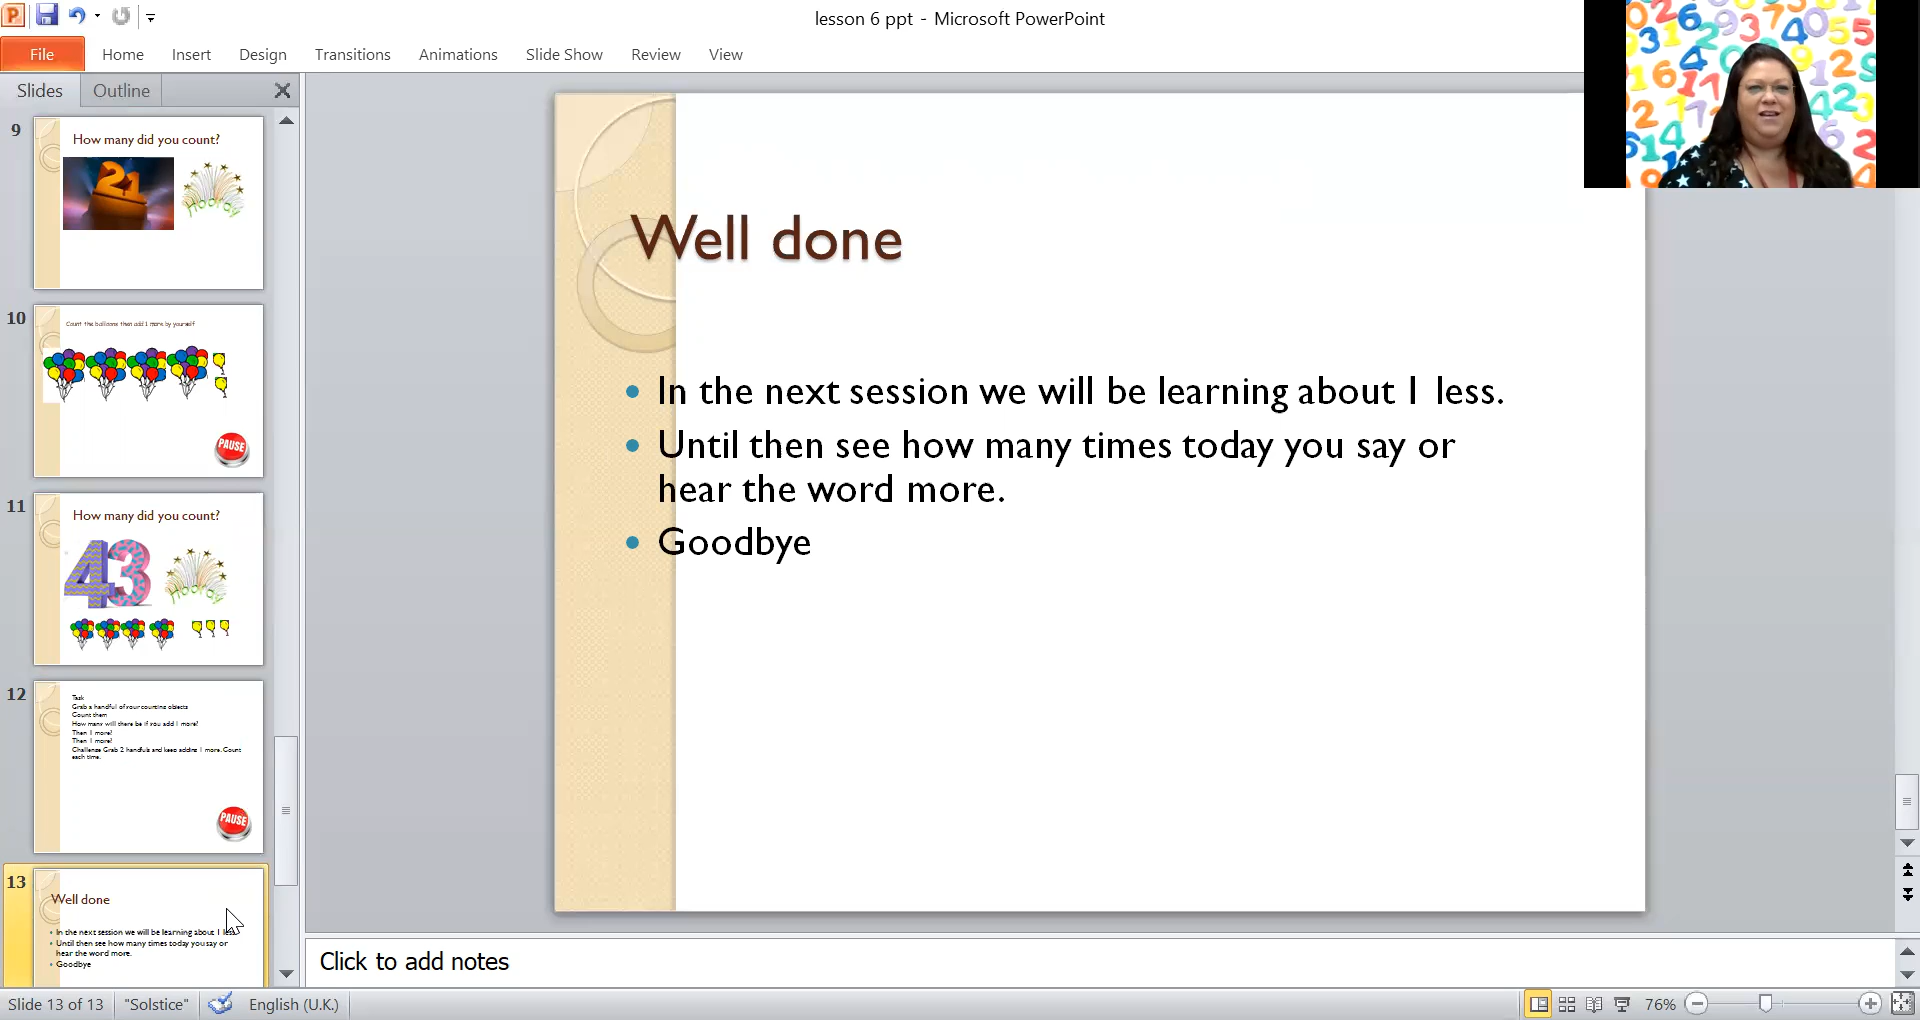 lesson 6 ppt - Microsoft PowerPoint
File Home Insert Design Transitions Animations Slide Show Review View
Slides Outline
9
How many did you count?
21
Hooray
10
Count the balloons then add 1 more by yourself
PAUSE
11
How many did you count?
43
Hooray
12
Task
Grab a handful of your counting objects
Count them
How many will there be if you add 1 more?
Then 1 more?
Then 1 more?
Challenge Grab 2 handfuls and keep adding 1 more. Count
each time.
PAUSE
13
Well done
• In the next session we will be learning about 1 less.
• Until then see how many times today you say or
hear the word more.
• Goodbye
Well done
• In the next session we will be learning about 1 less.
• Until then see how many times today you say or
hear the word more.
• Goodbye
Click to add notes
Slide 13 of 13 "Solstice" English (U.K.) 76%